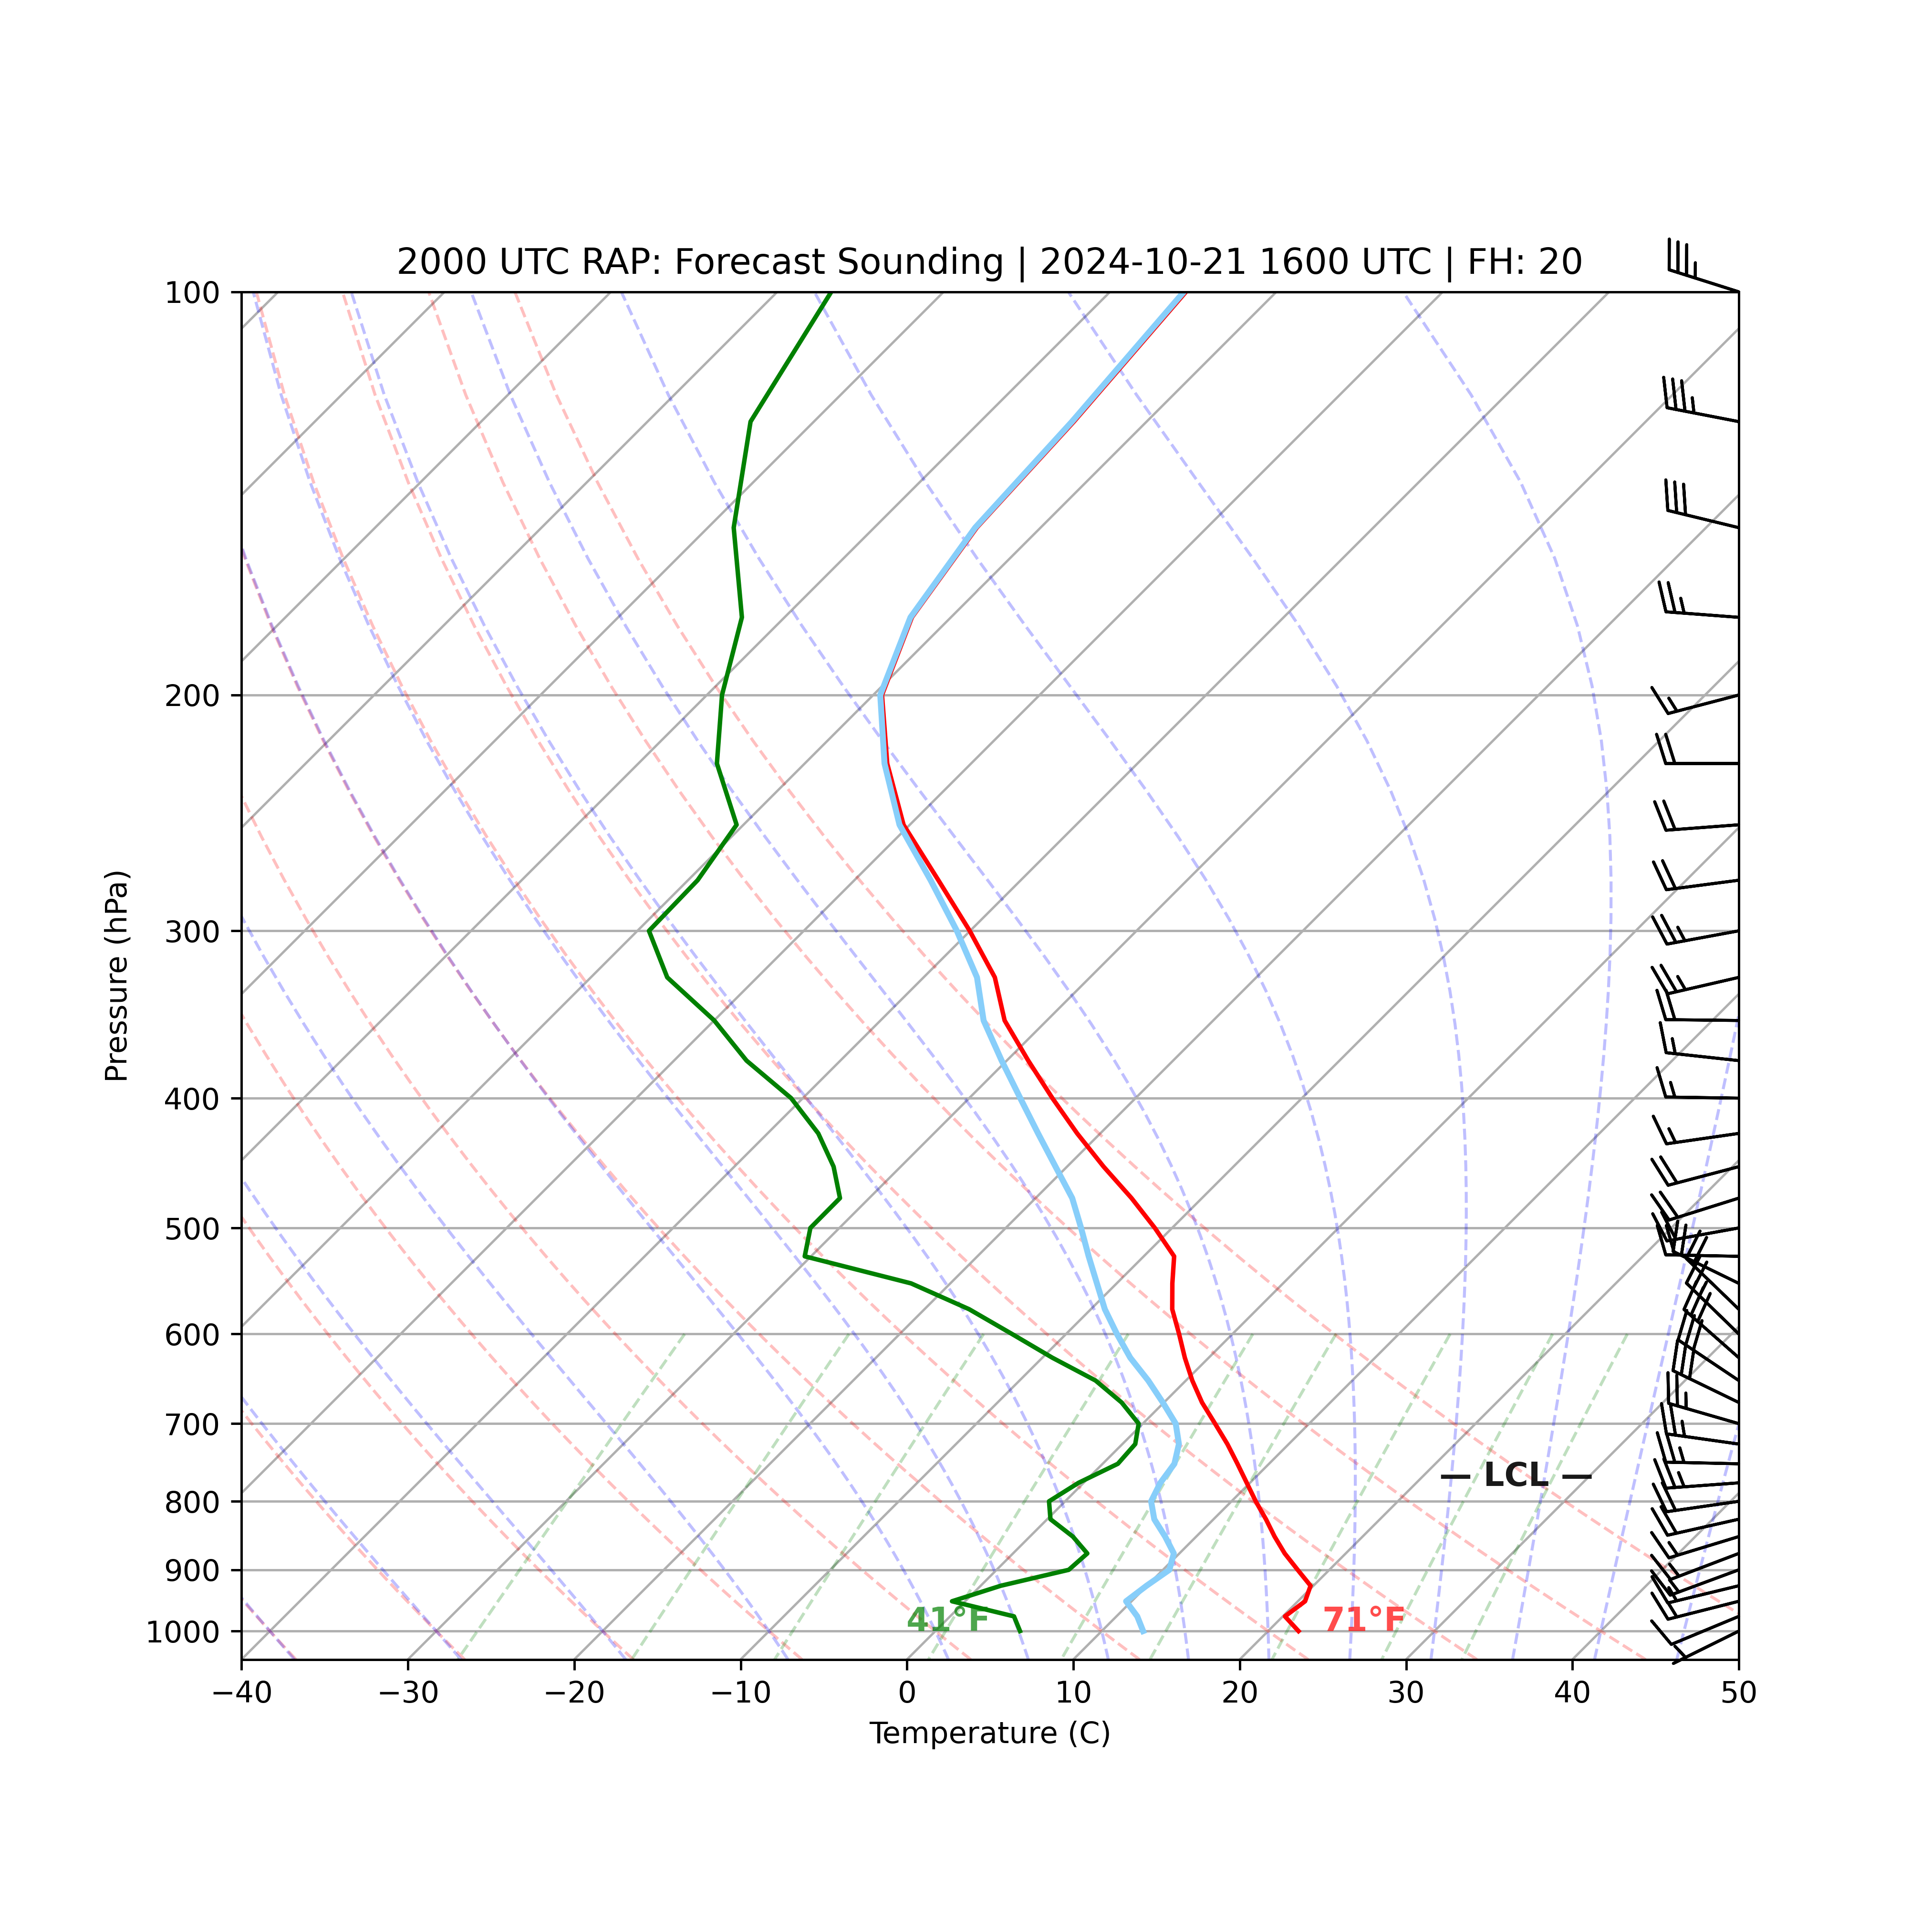 2000 UTC RAP: Forecast Sounding | 2024-10-21 1600 UTC | FH: 20
100
200
300
400
500
600
700
800
900
1000
Pressure (hPa)
— LCL —
41°F
71°F
−40 −30 −20 −10 0 10 20 30 40 50
Temperature (C)